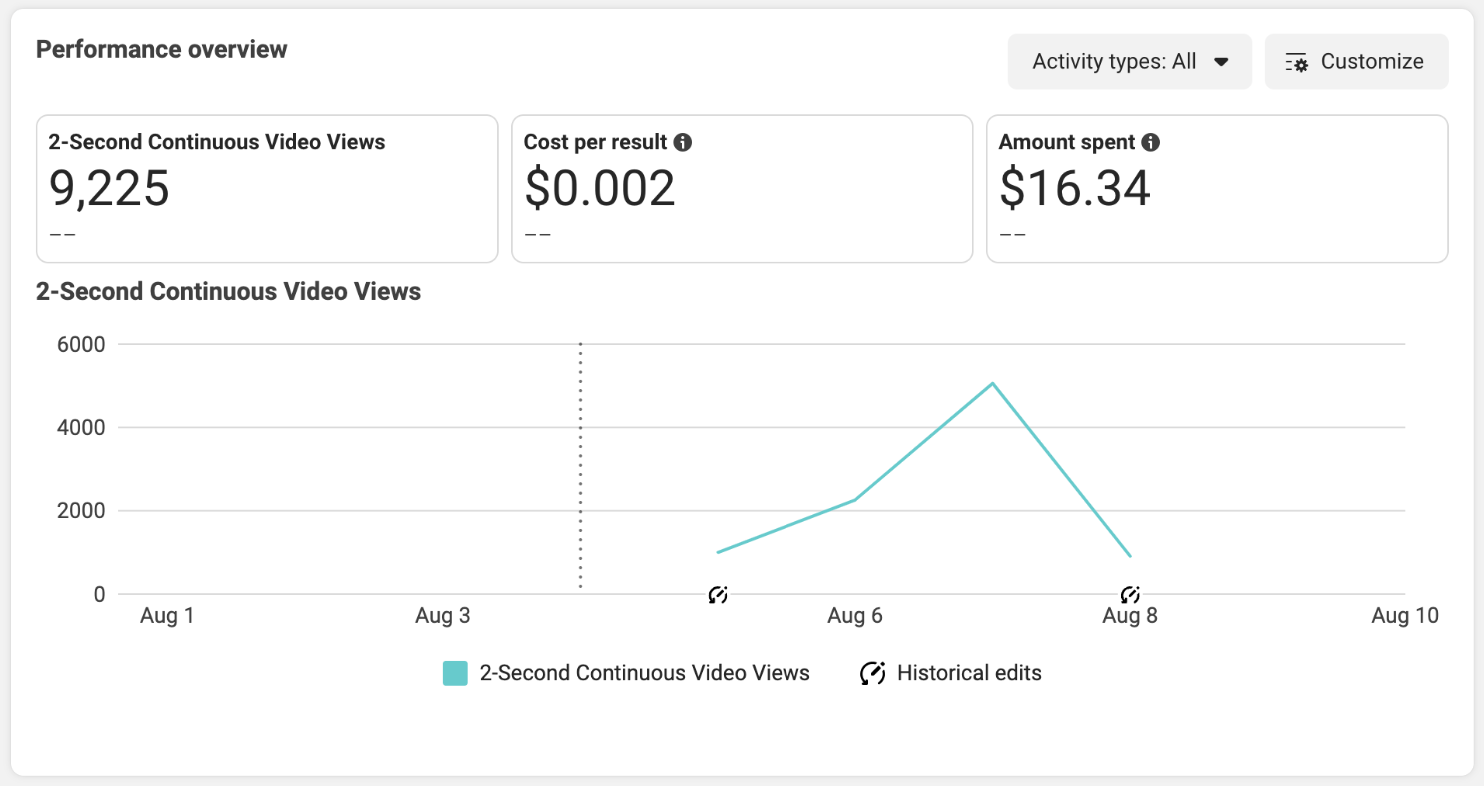 Performance overview
Activity types: All
Customize
2-Second Continuous Video Views
9,225
––
Cost per result
$0.002
––
Amount spent
$16.34
––
2-Second Continuous Video Views
6000
4000
2000
0
Aug 1
Aug 3
Aug 6
Aug 8
Aug 10
2-Second Continuous Video Views
Historical edits